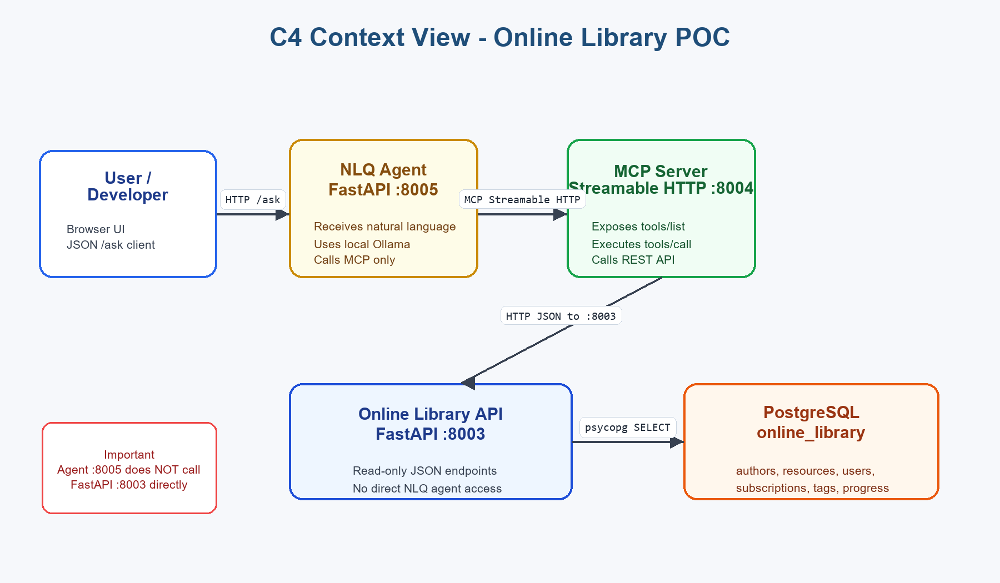 C4 Context View - Online Library POC
User /
Developer
Browser UI
JSON /ask client
HTTP /ask
NLQ Agent
FastAPI :8005
Receives natural language
Uses local Ollama
Calls MCP only
MCP Streamable HTTP
MCP Server
Streamable HTTP :8004
Exposes tools/list
Executes tools/call
Calls REST API
HTTP JSON to :8003
Important
Agent :8005 does NOT call
FastAPI :8003 directly
Online Library API
FastAPI :8003
Read-only JSON endpoints
No direct NLQ agent access
psycopg SELECT
PostgreSQL
online_library
authors, resources, users,
subscriptions, tags, progress